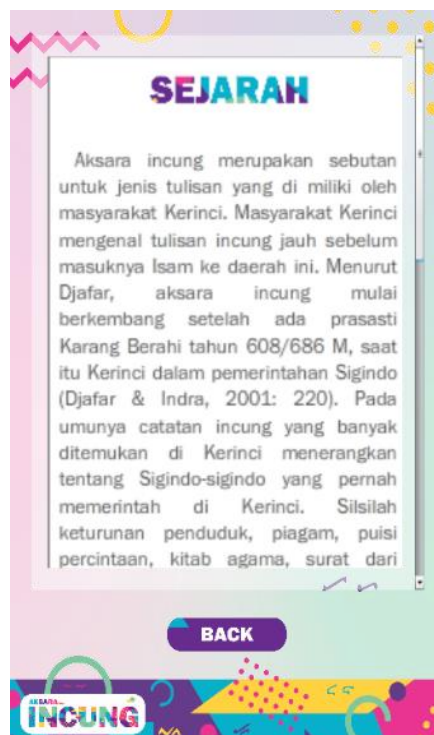 SEJARAH
Aksara incung merupakan sebutan
untuk jenis tulisan yang di miliki oleh
masyarakat Kerinci. Masyarakat Kerinci
mengenal tulisan incung jauh sebelum
masuknya Isam ke daerah ini. Menurut
Djafar, aksara incung mulai
berkembang setelah ada prasasti
Karang Berahi tahun 608/686 M, saat
itu Kerinci dalam pemerintahan Sigindo
(Djafar & Indra, 2001: 220). Pada
umunya catatan incung yang banyak
ditemukan di Kerinci menerangkan
tentang Sigindo-sigindo yang pernah
memerintah di Kerinci. Silsilah
keturunan penduduk, piagam, puisi
percintaan, kitab agama, surat dari
BACK
AKSARA
INCUNG